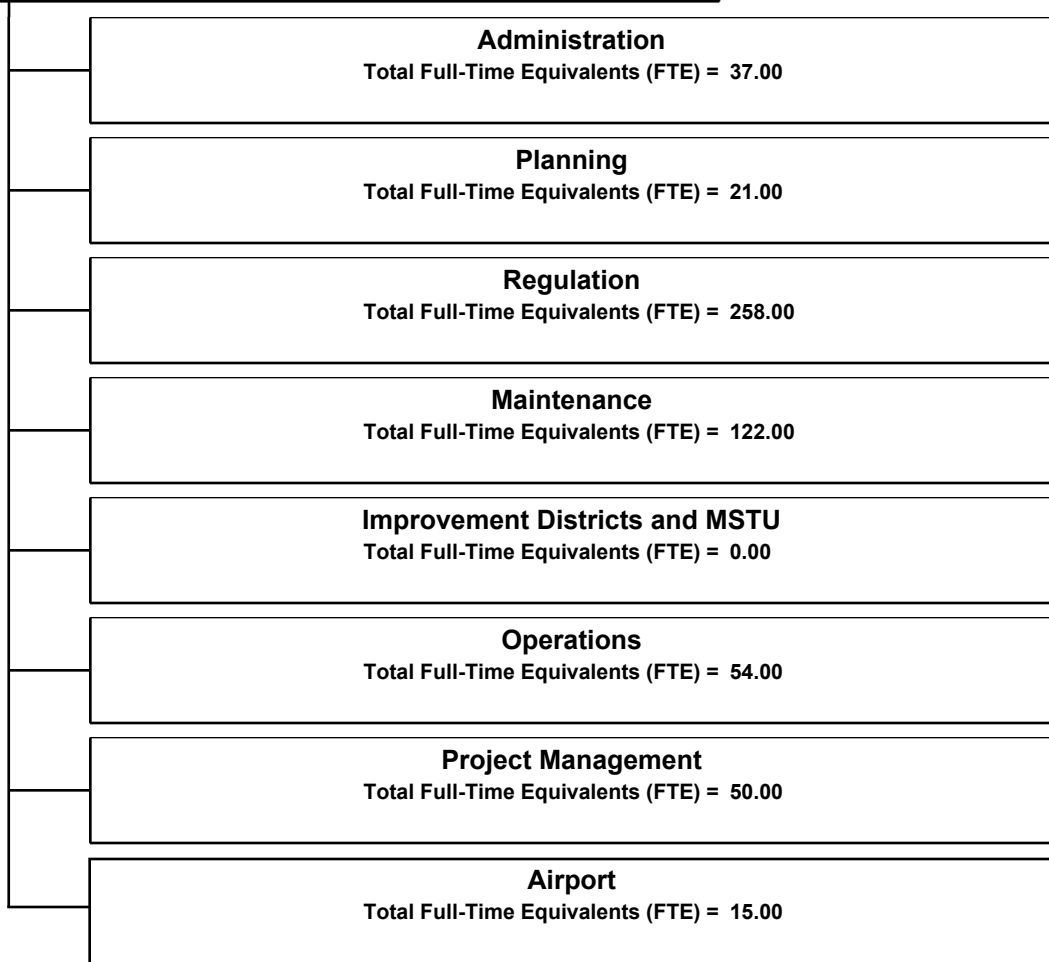 Administration
Total Full-Time Equivalents (FTE) = 37.00
Planning
Total Full-Time Equivalents (FTE) = 21.00
Regulation
Total Full-Time Equivalents (FTE) = 258.00
Maintenance
Total Full-Time Equivalents (FTE) = 122.00
Improvement Districts and MSTU
Total Full-Time Equivalents (FTE) = 0.00
Operations
Total Full-Time Equivalents (FTE) = 54.00
Project Management
Total Full-Time Equivalents (FTE) = 50.00
Airport
Total Full-Time Equivalents (FTE) = 15.00